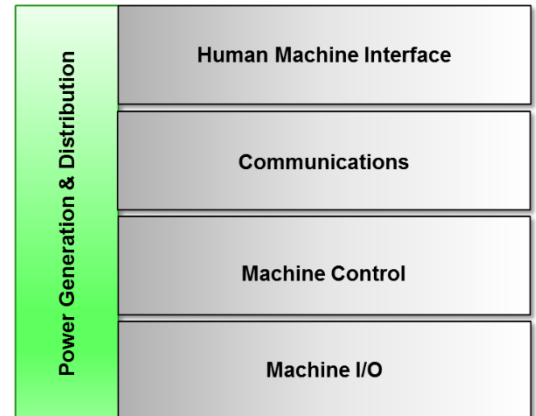 Power Generation & Distribution
Human Machine Interface
Communications
Machine Control
Machine I/O